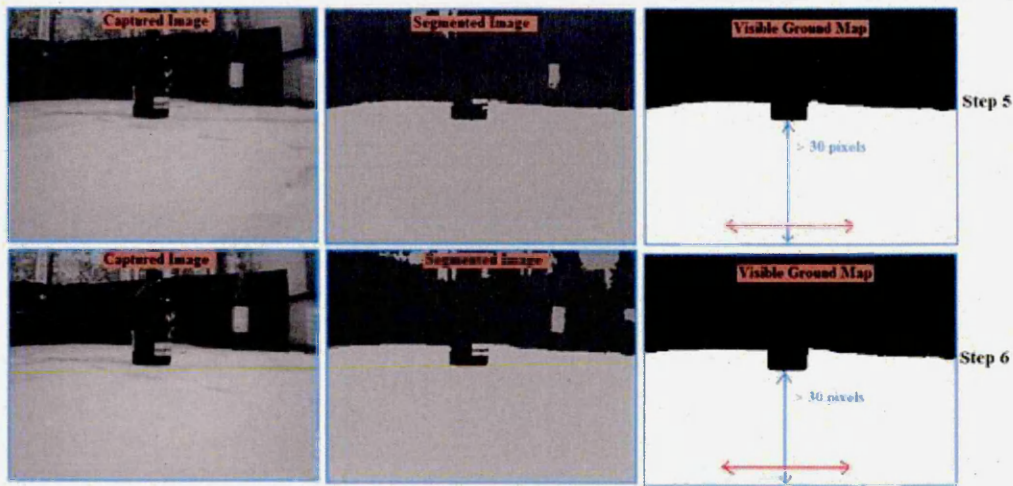 Captured Image
Segmented Image
Visible Ground Map
Step 5
> 30 pixels
Captured Image
Segmented Image
Visible Ground Map
Step 6
> 30 pixels